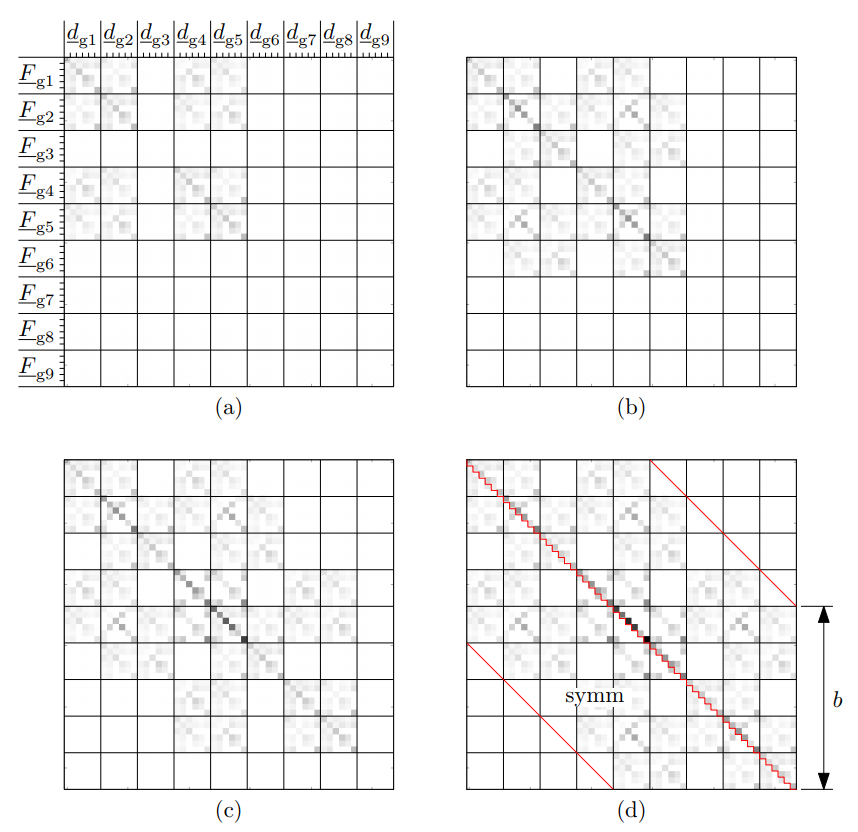 d_g1 d_g2 d_g3 d_g4 d_g5 d_g6 d_g7 d_g8 d_g9
F_g1
F_g2
F_g3
F_g4
F_g5
F_g6
F_g7
F_g8
F_g9
(a)
(b)
symm
b
(c)
(d)